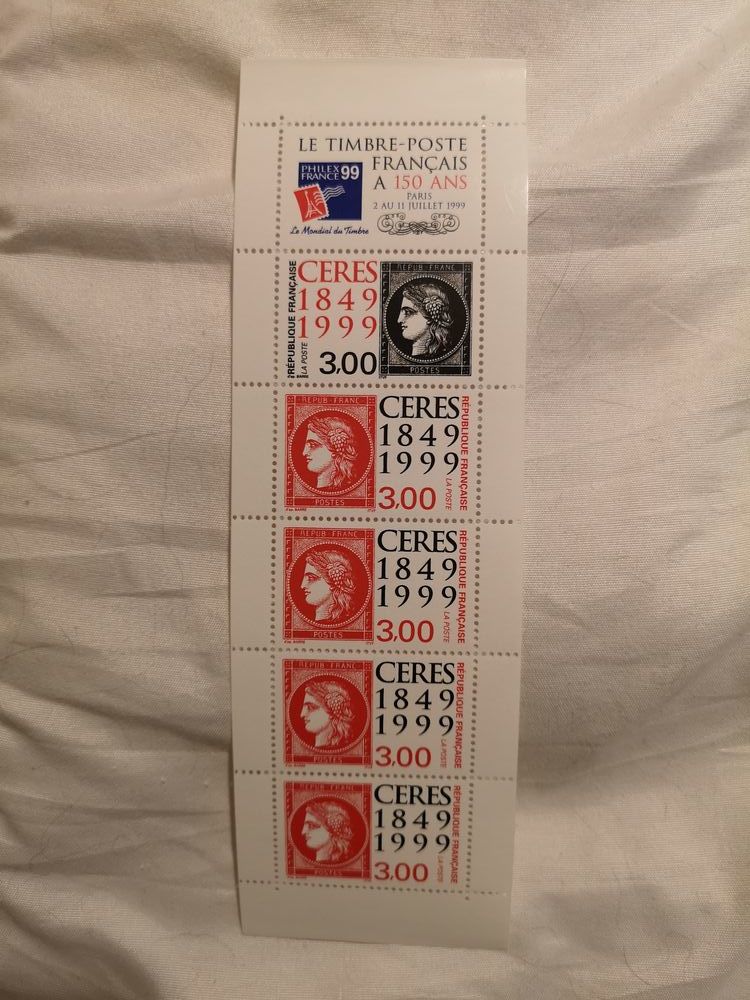 LE TIMBRE-POSTE
FRANÇAIS
A 150 ANS
PARIS
2 AU 11 JUILLET 1999
PHILEX
FRANCE 99
Le Mondial du Timbre
RÉPUBLIQUE FRANÇAISE
LA POSTE
CERES
1849
1999
3,00
REPUB FRANC
POSTES
REPUB FRANC
POSTES
CERES
1849
1999
3,00
RÉPUBLIQUE FRANÇAISE
LA POSTE
REPUB FRANC
POSTES
CERES
1849
1999
3,00
RÉPUBLIQUE FRANÇAISE
LA POSTE
REPUB FRANC
POSTES
CERES
1849
1999
3,00
RÉPUBLIQUE FRANÇAISE
LA POSTE
REPUB FRANC
POSTES
CERES
1849
1999
3,00
RÉPUBLIQUE FRANÇAISE
LA POSTE